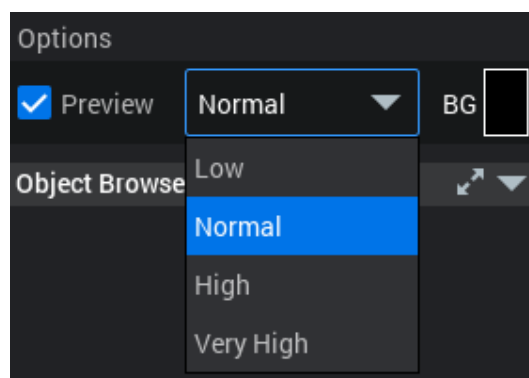 Options
Preview Normal BG
Low
Object Browse
Normal
High
Very High